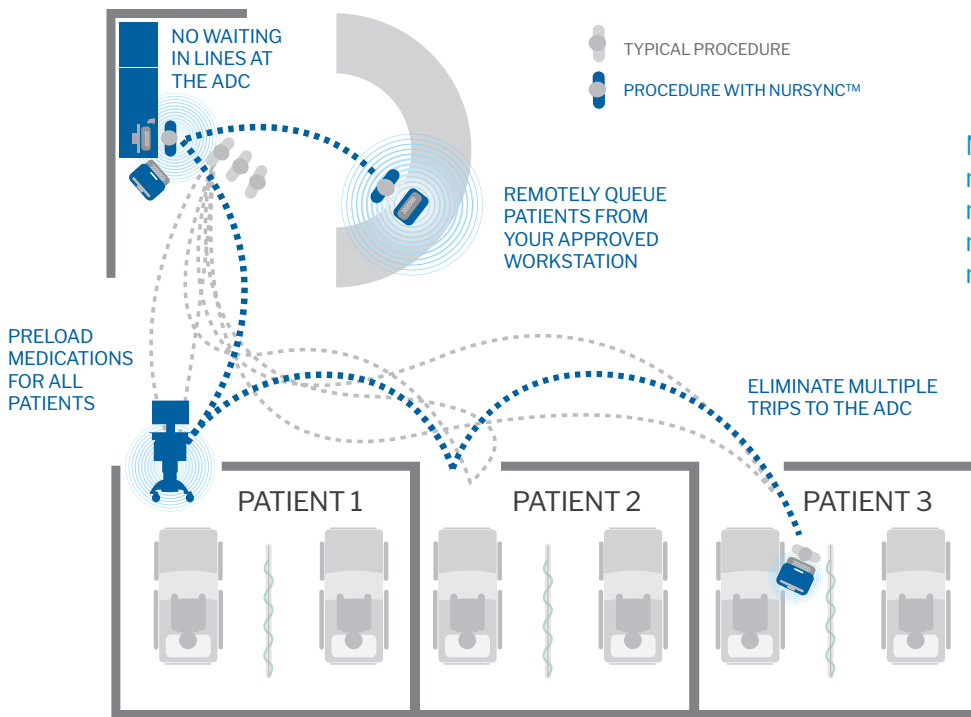 NO WAITING
IN LINES AT
THE ADC
TYPICAL PROCEDURE
PROCEDURE WITH NURSYNC™
REMOTELY QUEUE
PATIENTS FROM
YOUR APPROVED
WORKSTATION
PRELOAD
MEDICATIONS
FOR ALL
PATIENTS
ELIMINATE MULTIPLE
TRIPS TO THE ADC
PATIENT 1
PATIENT 2
PATIENT 3